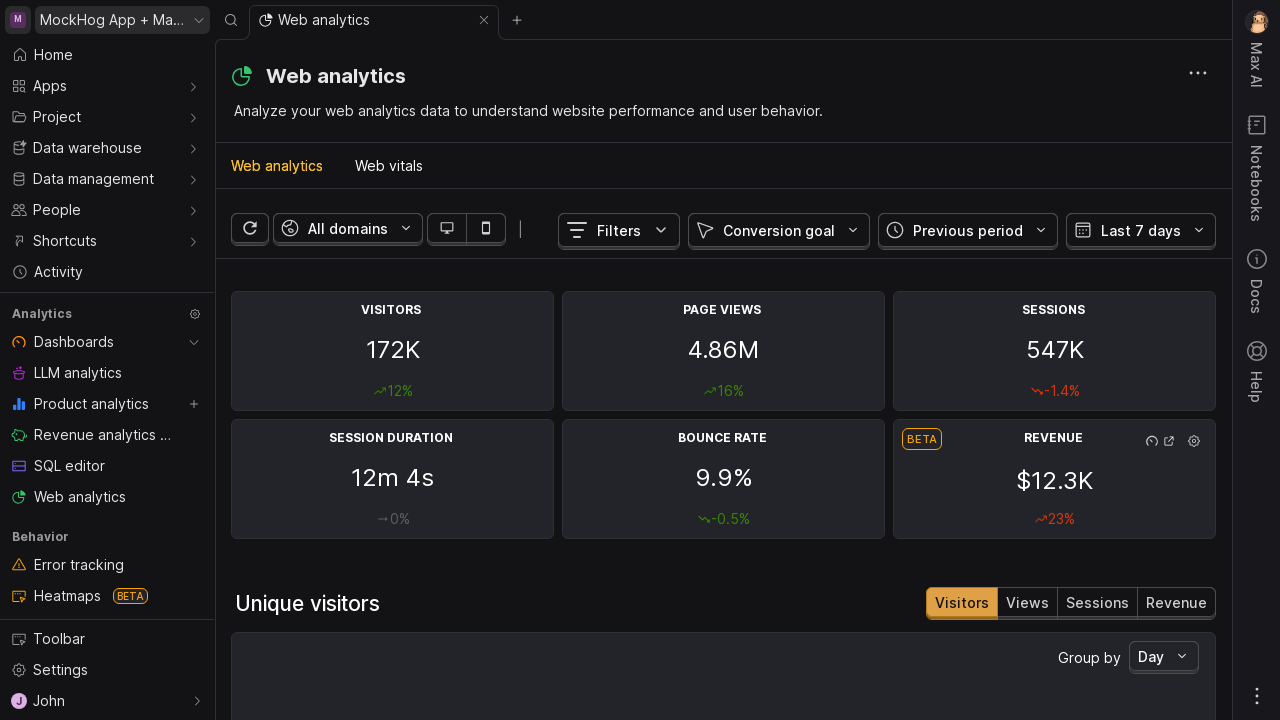 M
MockHog App + Ma...
Web analytics
Home
Apps
Project
Data warehouse
Data management
People
Shortcuts
Activity
Analytics
Dashboards
LLM analytics
Product analytics
Revenue analytics ...
SQL editor
Web analytics
Behavior
Error tracking
Heatmaps BETA
Toolbar
Settings
J John
Web analytics
Analyze your web analytics data to understand website performance and user behavior.
Web analytics Web vitals
All domains
Filters
Conversion goal
Previous period
Last 7 days
VISITORS
172K
12%
PAGE VIEWS
4.86M
16%
SESSIONS
547K
-1.4%
SESSION DURATION
12m 4s
0%
BOUNCE RATE
9.9%
-0.5%
BETA
REVENUE
$12.3K
23%
Unique visitors
Visitors Views Sessions Revenue
Group by Day
Max AI
Notebooks
Docs
Help